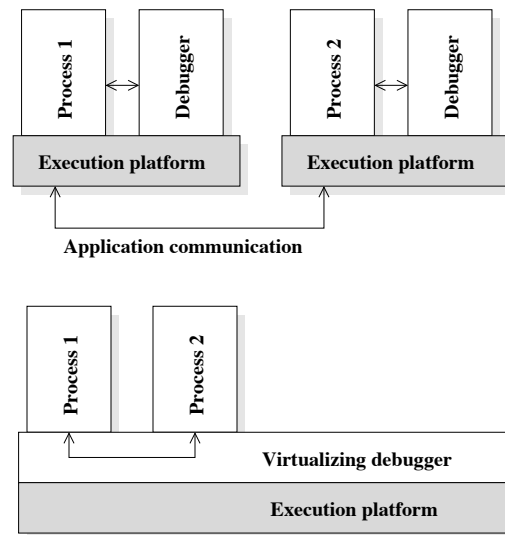 Process 1
Debugger
Process 2
Debugger
Execution platform
Execution platform
Application communication
Process 1
Process 2
Virtualizing debugger
Execution platform